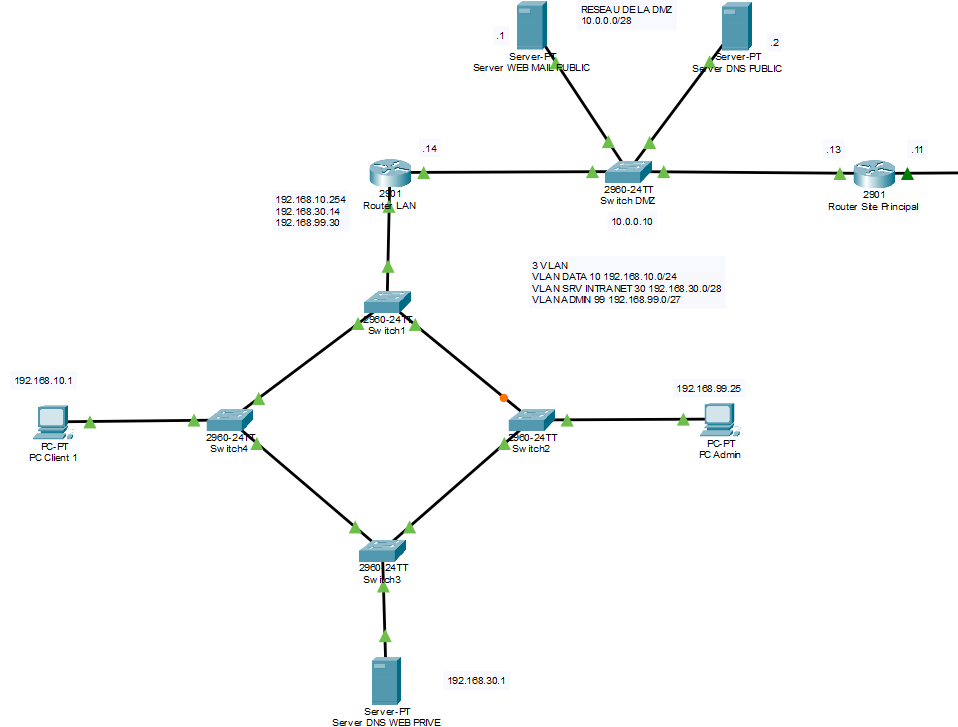 RESEAU DE LA DMZ
10.0.0.0/28
.1
.2
Server-PT
Server WEB MAIL PUBLIC
Server-PT
Server DNS PUBLIC
.14
.13
.11
2901
Router LAN
2960-24TT
Switch DMZ
2901
Router Site Principal
192.168.10.254
192.168.30.14
192.168.99.30
10.0.0.10
3 VLAN
VLAN DATA 10 192.168.10.0/24
VLAN SRV INTRANET 30 192.168.30.0/28
VLAN ADMIN 99 192.168.99.0/27
2960-24TT
Switch1
192.168.10.1
192.168.99.25
PC-PT
PC Client 1
2960-24TT
Switch4
2960-24TT
Switch2
PC-PT
PC Admin
2960-24TT
Switch3
192.168.30.1
Server-PT
Server DNS WEB PRIVE